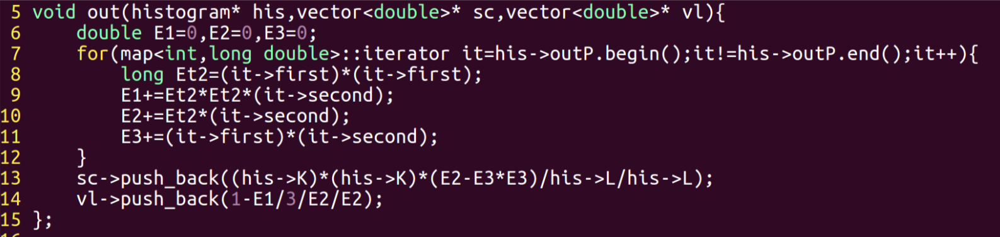 5 void out(histogram* his,vector<double>* sc,vector<double>* vl){
6     double E1=0,E2=0,E3=0;
7     for(map<int,long double>::iterator it=his->outP.begin();it!=his->outP.end();it++){
8         long Et2=(it->first)*(it->first);
9         E1+=Et2*Et2*(it->second);
10         E2+=Et2*(it->second);
11         E3+=(it->first)*(it->second);
12     }
13     sc->push_back((his->K)*(his->K)*(E2-E3*E3)/his->L/his->L);
14     vl->push_back(1-E1/3/E2/E2);
15 };